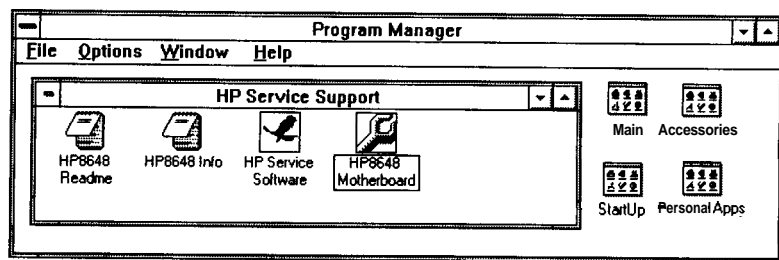 Program Manager
File Options Window Help
HP Service Support
HP8648 Readme
HP8648 Info
HP Service Software
HP8648 Motherboard
Main
Accessories
StartUp
Personal Apps